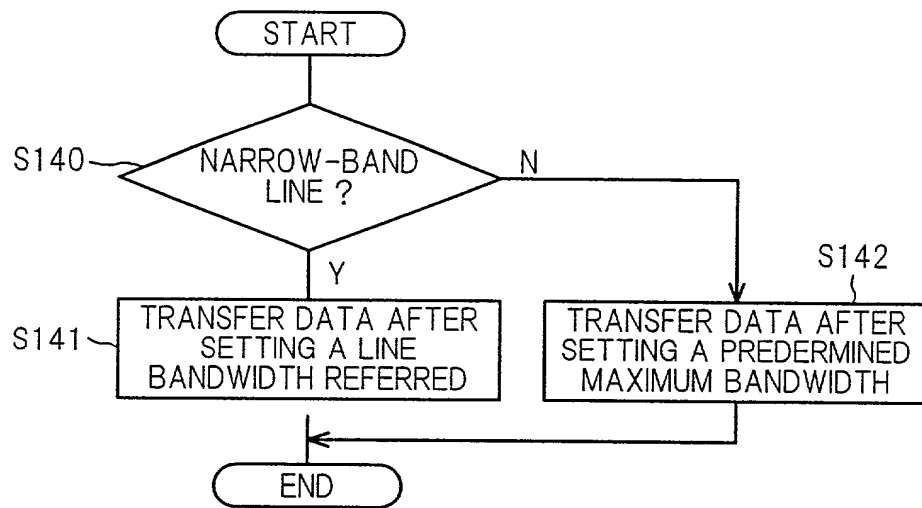 START
S140
NARROW-BAND
LINE ?
N
Y
S142
S141
TRANSFER DATA AFTER
SETTING A LINE
BANDWIDTH REFERRED
TRANSFER DATA AFTER
SETTING A PREDERMINED
MAXIMUM BANDWIDTH
END